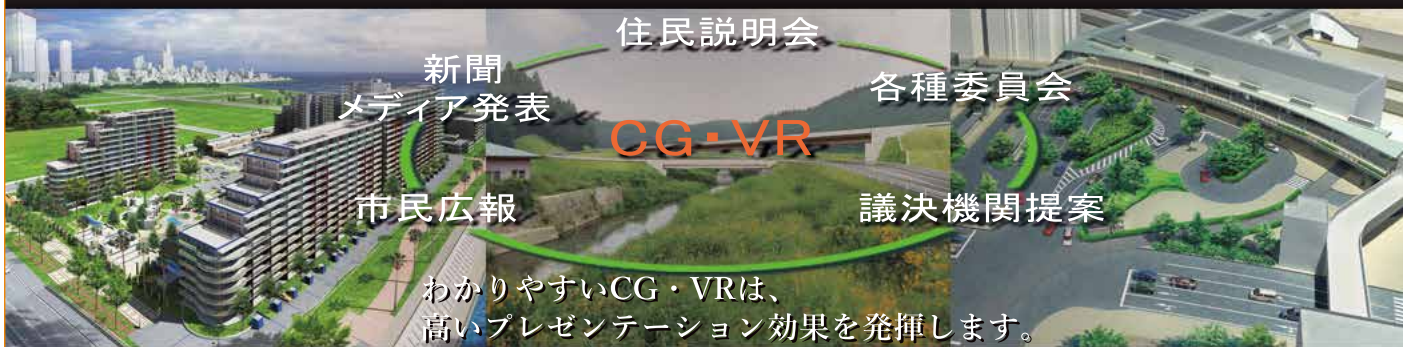 住民説明会
新聞
メディア発表
各種委員会
CG・VR
市民広報
議決機関提案
わかりやすいCG・VRは、
高いプレゼンテーション効果を発揮します。